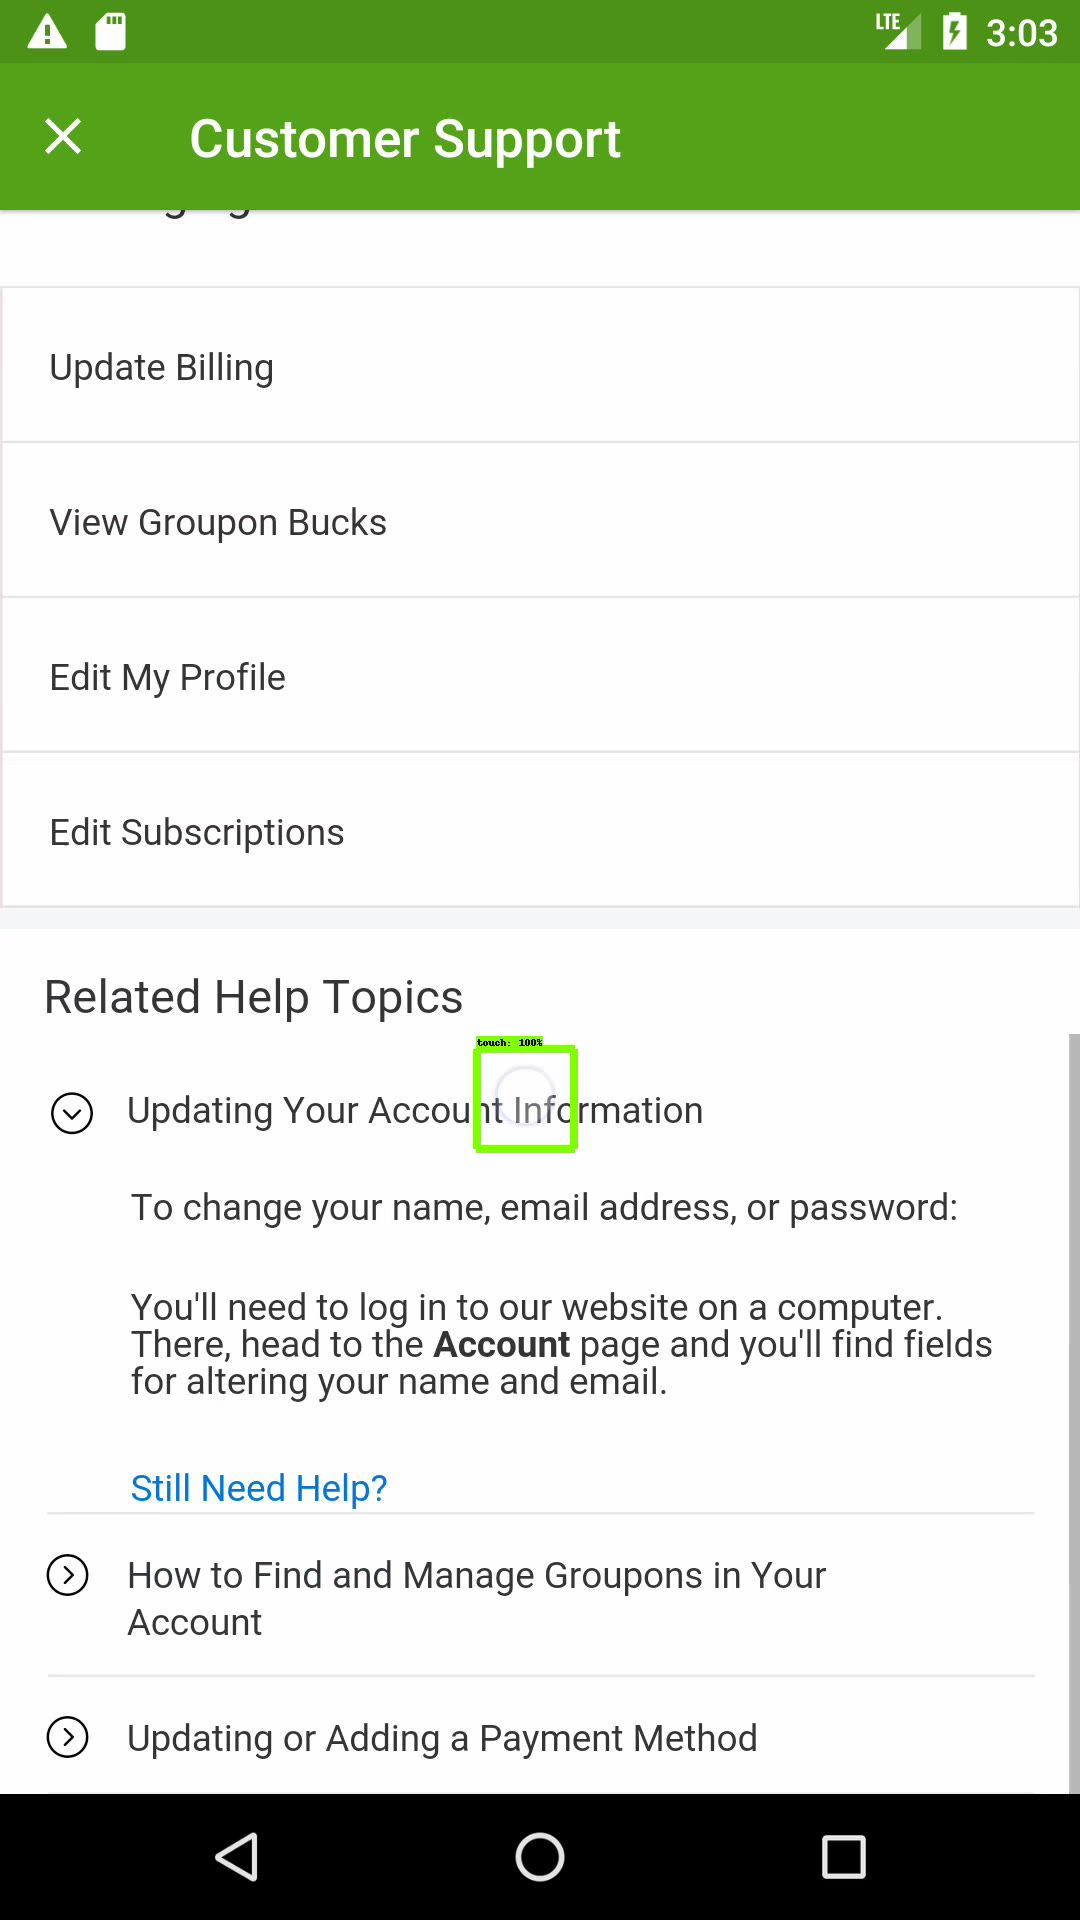 LTE 3:03
Customer Support
Update Billing
View Groupon Bucks
Edit My Profile
Edit Subscriptions
Related Help Topics
touch: 100%
Updating Your Account Information
To change your name, email address, or password:
You'll need to log in to our website on a computer.
There, head to the Account page and you'll find fields
for altering your name and email.
Still Need Help?
How to Find and Manage Groupons in Your
Account
Updating or Adding a Payment Method